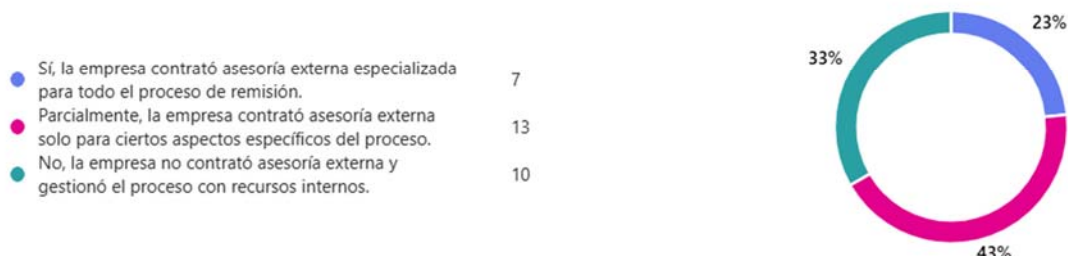 Sí, la empresa contrató asesoría externa especializada
para todo el proceso de remisión.
7
Parcialmente, la empresa contrató asesoría externa
solo para ciertos aspectos específicos del proceso.
13
No, la empresa no contrató asesoría externa y
gestionó el proceso con recursos internos.
10
23%
33%
43%